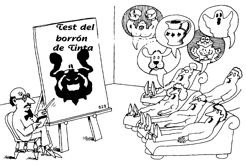 Test del
borrón
de Tinta